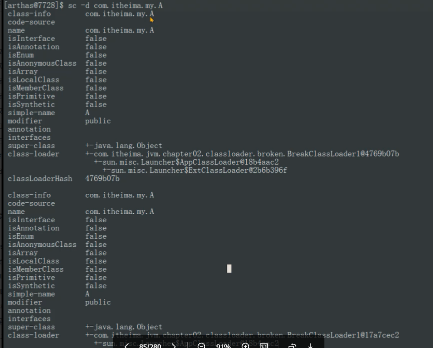 [arthas@7728]$ sc -d com.itheima.my.A
class-info com.itheima.my.A
code-source
name com.itheima.my.A
isInterface false
isAnnotation false
isEnum false
isAnonymousClass false
isArray false
isLocalClass false
isMemberClass false
isPrimitive false
isSynthetic false
simple-name A
modifier public
annotation
interfaces
super-class +-java.lang.Object
class-loader +-com.itheima.jvm.chapter02.classloader.broken.BreakClassLoader1@4769b07b
+-sun.misc.Launcher$AppClassLoader@18b4aac2
+-sun.misc.Launcher$ExtClassLoader@2b6b396f
classLoaderHash 4769b07b
class-info com.itheima.my.A
code-source
name com.itheima.my.A
isInterface false
isAnnotation false
isEnum false
isAnonymousClass false
isArray false
isLocalClass false
isMemberClass false
isPrimitive false
isSynthetic false
simple-name A
modifier public
annotation
interfaces
super-class +-java.lang.Object
class-loader +-com.itheima.jvm.chapter02.classloader.broken.BreakClassLoader1@17a7cec2
85/280 91%